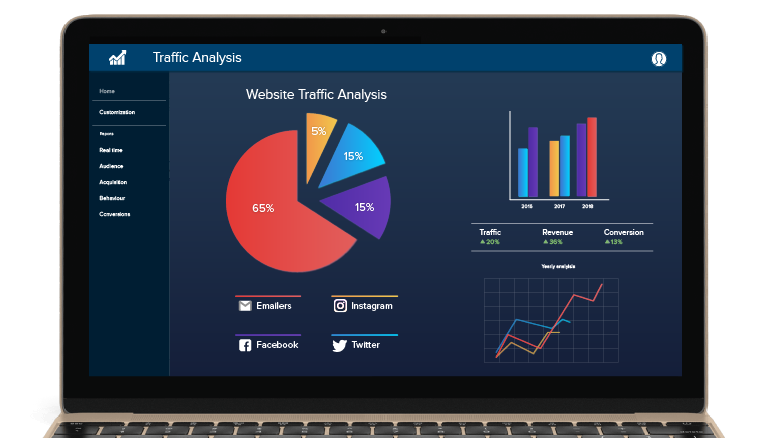 Traffic Analysis
Home
Customization
Reports
Real time
Audience
Acquisition
Behaviour
Conversions
Website Traffic Analysis
5%
15%
15%
65%
Emailers
Instagram
Facebook
Twitter
2016 2017 2018
Traffic Revenue Conversion
20% 36% 13%
Yearly anlylsis